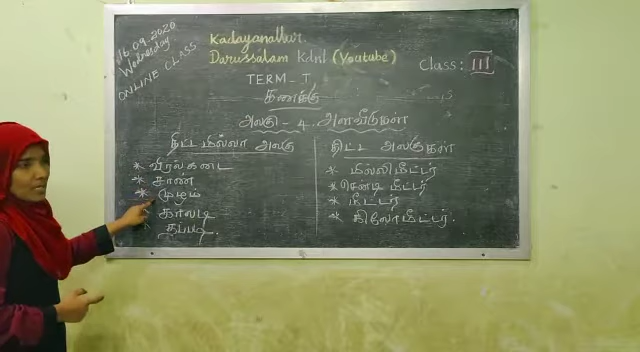 16.09.2020
Wednesday
ONLINE CLASS
Kadayanallur.
Darussalam Kdnl (Youtube)
Class: III
TERM - I
கணக்கு
அலகு - 4. அளவீடுகள்
திட்டமில்லா அலகு
* விரல்கடை
* சாண்
* முழம்
* காலடி
* தப்படி.
திட்ட அலகுகள்
* மில்லி மீட்டர்
* செண்டி மீட்டர்
* மீட்டர்
* கிலோ மீட்டர்.